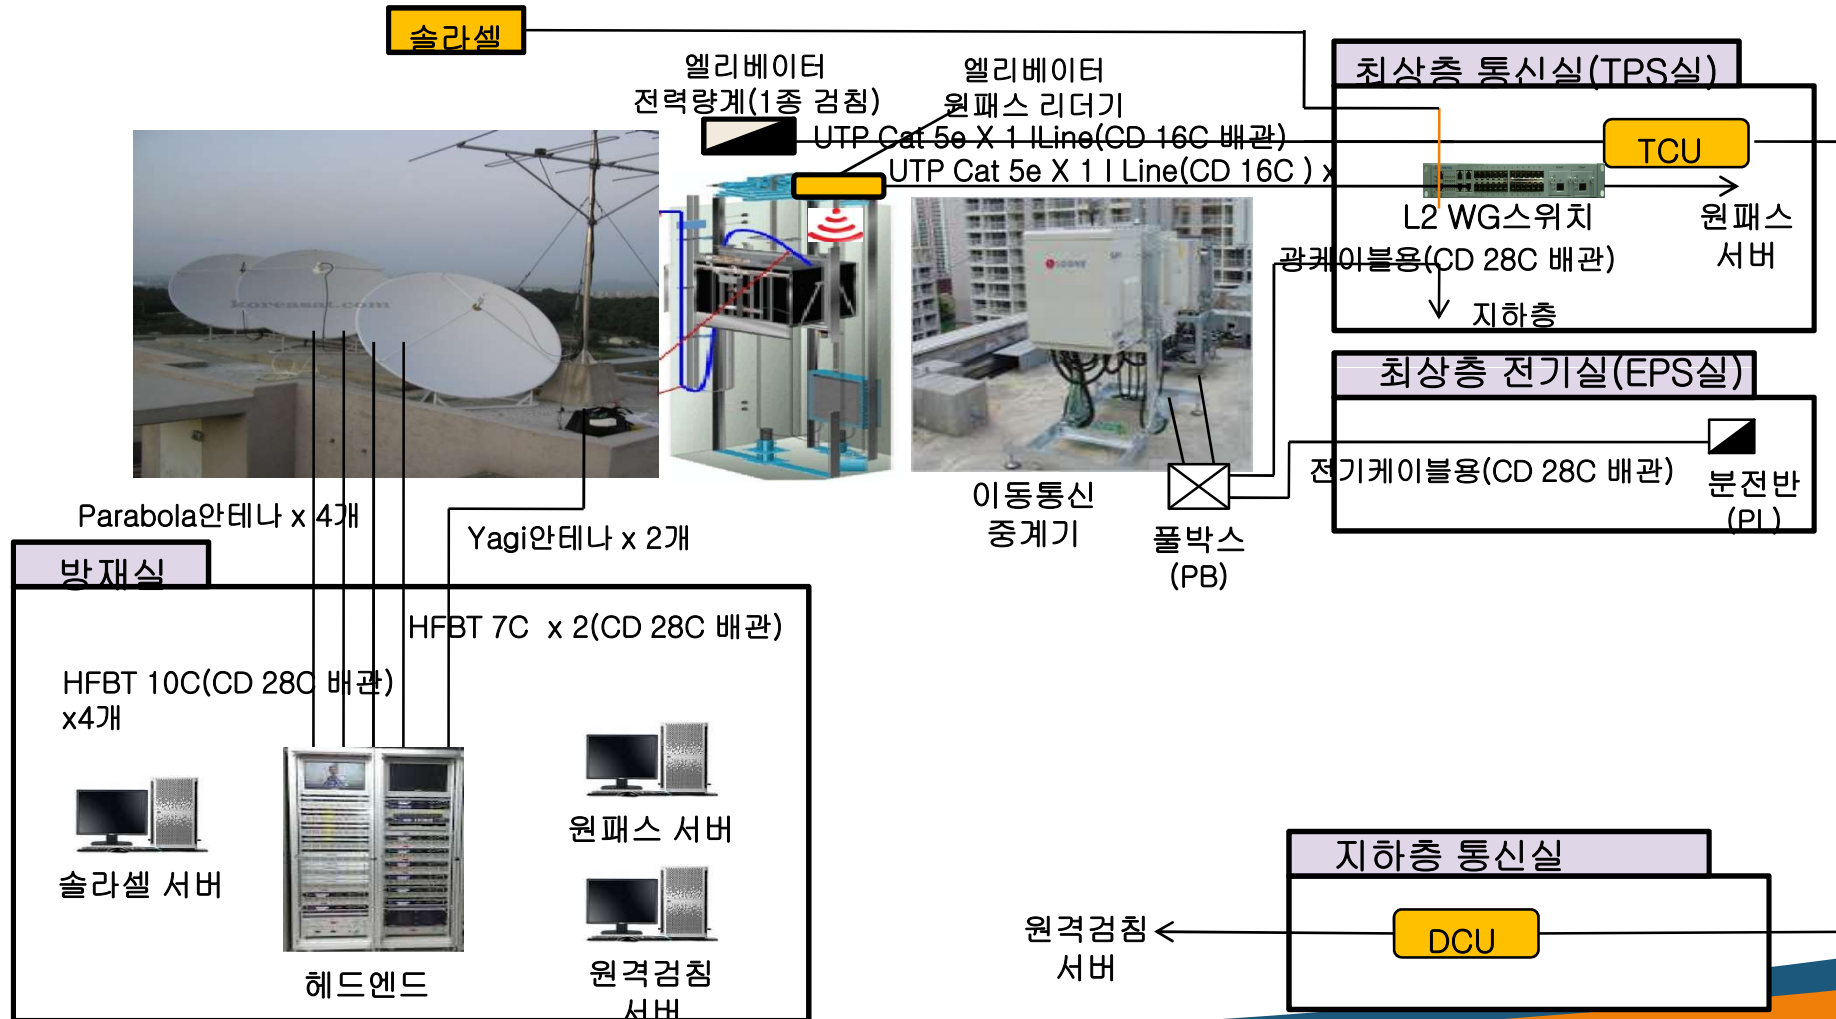 솔라셀
엘리베이터
전력량계(1종 검침)
엘리베이터
원패스 리더기
UTP Cat 5e X 1 lLine(CD 16C 배관)
UTP Cat 5e X 1 l Line(CD 16C ) x
최상층 통신실(TPS실)
TCU
L2 WG스위치
원패스
서버
광케이블용(CD 28C 배관)
지하층
koreasat.com
최상층 전기실(EPS실)
전기케이블용(CD 28C 배관)
분전반
(PL)
이동통신
중계기
풀박스
(PB)
Parabola안테나 x 4개
Yagi안테나 x 2개
방재실
HFBT 7C x 2(CD 28C 배관)
HFBT 10C(CD 28C 배관)
x4개
솔라셀 서버
헤드엔드
원패스 서버
원격검침
서버
지하층 통신실
DCU
원격검침
서버